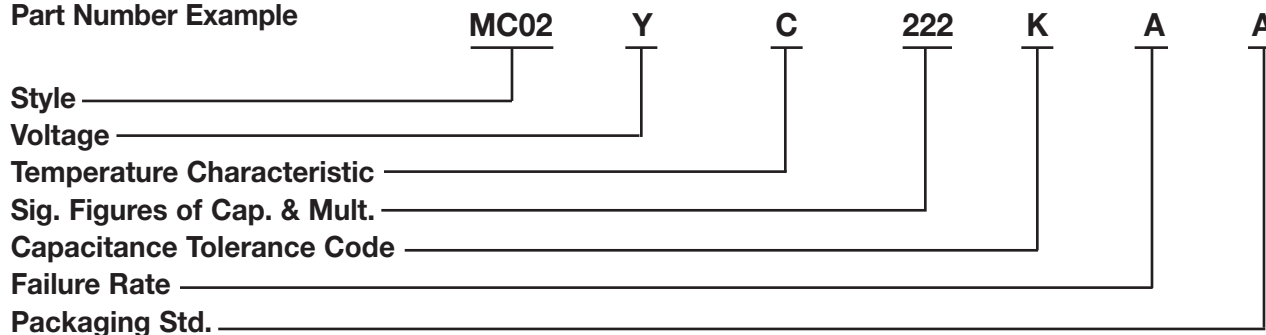 Part Number Example MC02 Y C 222 K A A
Style
Voltage
Temperature Characteristic
Sig. Figures of Cap. & Mult.
Capacitance Tolerance Code
Failure Rate
Packaging Std.